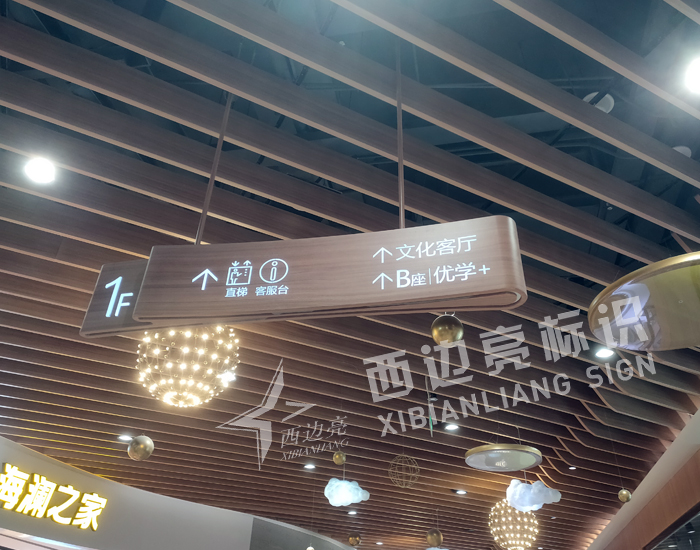 1F
↑ 直梯 客服台
↑文化客厅
↑B座|优学+
西边亮标识
XIBIANLIANG SIGN
西边亮
XIBIANLIANG
海澜之家